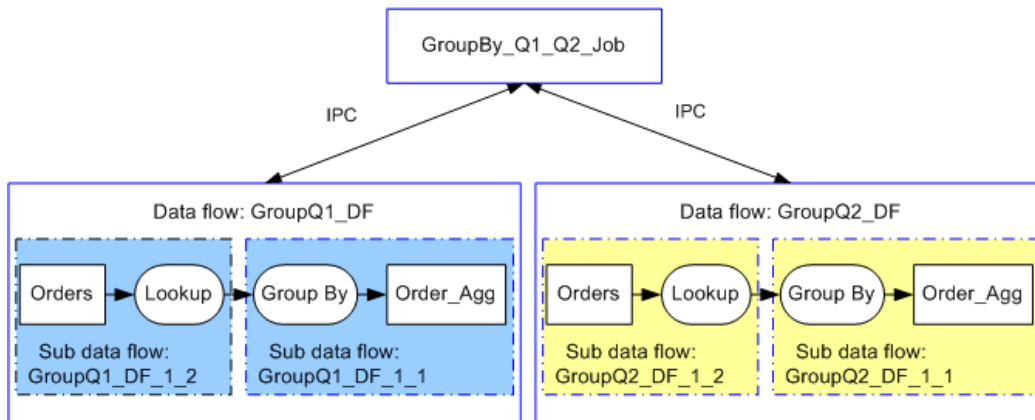 GroupBy_Q1_Q2_Job
IPC
IPC
Data flow: GroupQ1_DF
Orders
Lookup
Group By
Order_Agg
Sub data flow:
GroupQ1_DF_1_2
Sub data flow:
GroupQ1_DF_1_1
Data flow: GroupQ2_DF
Orders
Lookup
Group By
Order_Agg
Sub data flow:
GroupQ2_DF_1_2
Sub data flow:
GroupQ2_DF_1_1